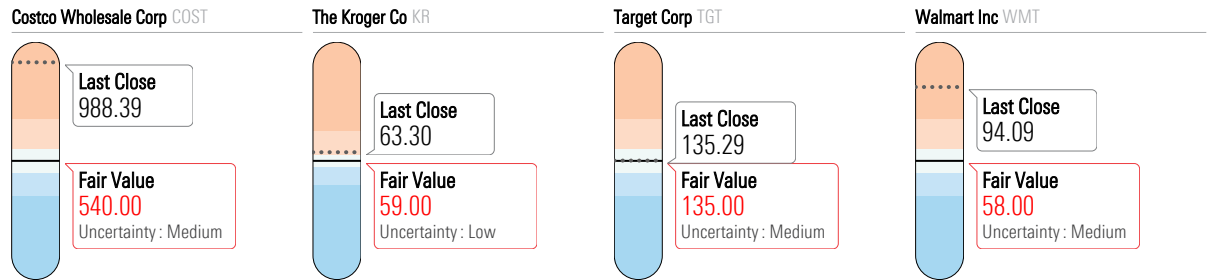 Costco Wholesale Corp COST
Last Close
988.39
Fair Value
540.00
Uncertainty : Medium
The Kroger Co KR
Last Close
63.30
Fair Value
59.00
Uncertainty : Low
Target Corp TGT
Last Close
135.29
Fair Value
135.00
Uncertainty : Medium
Walmart Inc WMT
Last Close
94.09
Fair Value
58.00
Uncertainty : Medium